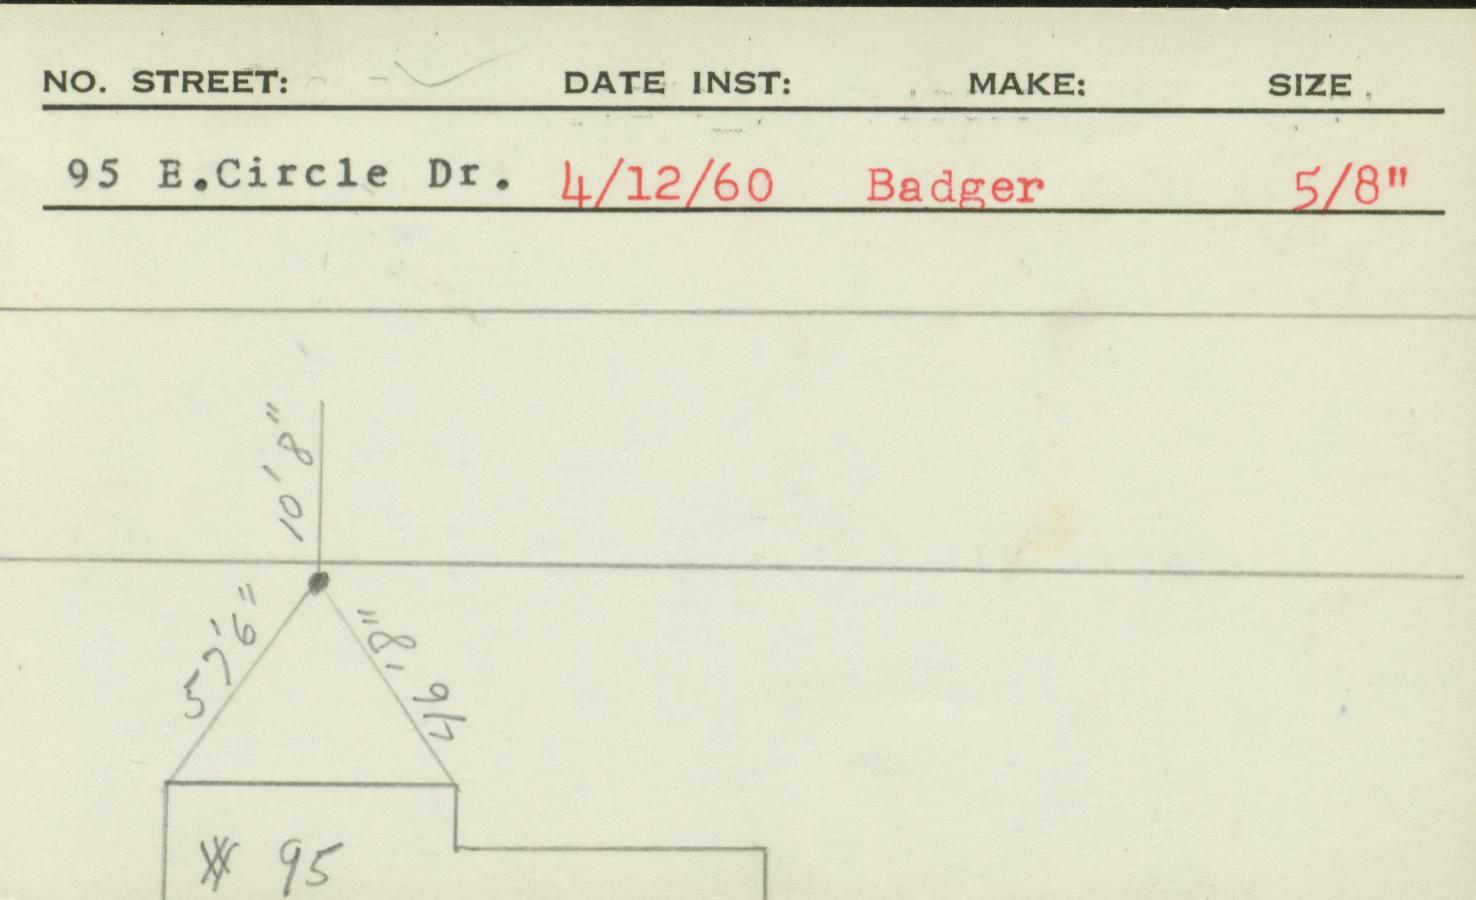 NO. STREET: DATE INST: MAKE: SIZE
95 E.Circle Dr. 4/12/60 Badger 5/8"
10'8"
57'6"
46'8"
# 95